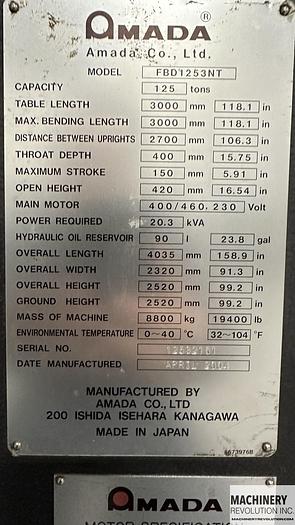 AMADA®
Amada Co., Ltd.
MODEL FBD1253NT
CAPACITY 125 tons
TABLE LENGTH 3000 mm 118.1 in
MAX. BENDING LENGTH 3000 mm 118.1 in
DISTANCE BETWEEN UPRIGHTS 2700 mm 106.3 in
THROAT DEPTH 400 mm 15.75 in
MAXIMUM STROKE 150 mm 5.91 in
OPEN HEIGHT 420 mm 16.54 in
MAIN MOTOR 400/460.230 Volt
POWER REQUIRED 20.3 kVA
HYDRAULIC OIL RESERVOIR 90 l 23.8 gal
OVERALL LENGTH 4035 mm 158.9 in
OVERALL WIDTH 2320 mm 91.3 in
OVERALL HEIGHT 2520 mm 99.2 in
GROUND HEIGHT 2520 mm 99.2 in
MASS OF MACHINE 8800 kg 19400 lb
ENVIRONMENTAL TEMPERATURE 0~40 °C 32~104 °F
SERIAL NO.
DATE MANUFACTURED APRIL 2004
MANUFACTURED BY
AMADA CO., LTD
200 ISHIDA ISEHARA KANAGAWA
MADE IN JAPAN
AMADA
MACHINERY
REVOLUTION INC.
MACHINERYREVOLUTION.COM